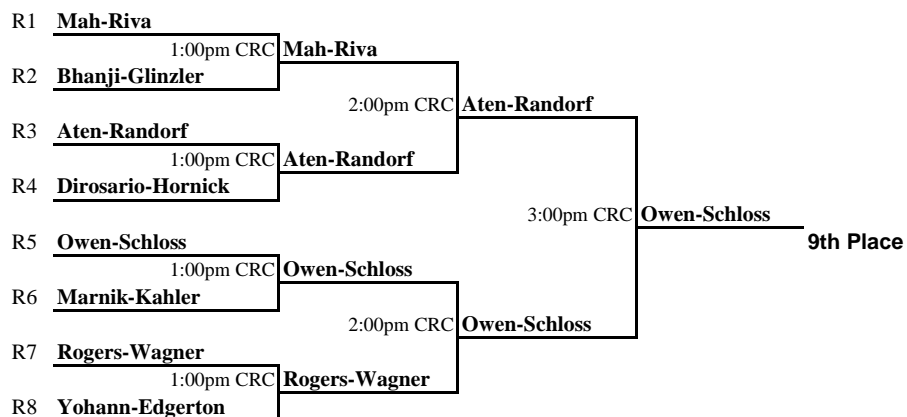 R1 Mah-Riva
1:00pm CRC Mah-Riva
R2 Bhanji-Glinzler
2:00pm CRC Aten-Randorf
R3 Aten-Randorf
1:00pm CRC Aten-Randorf
R4 Dirosario-Hornick
3:00pm CRC Owen-Schloss
9th Place
R5 Owen-Schloss
1:00pm CRC Owen-Schloss
R6 Marnik-Kahler
2:00pm CRC Owen-Schloss
R7 Rogers-Wagner
1:00pm CRC Rogers-Wagner
R8 Yohann-Edgerton